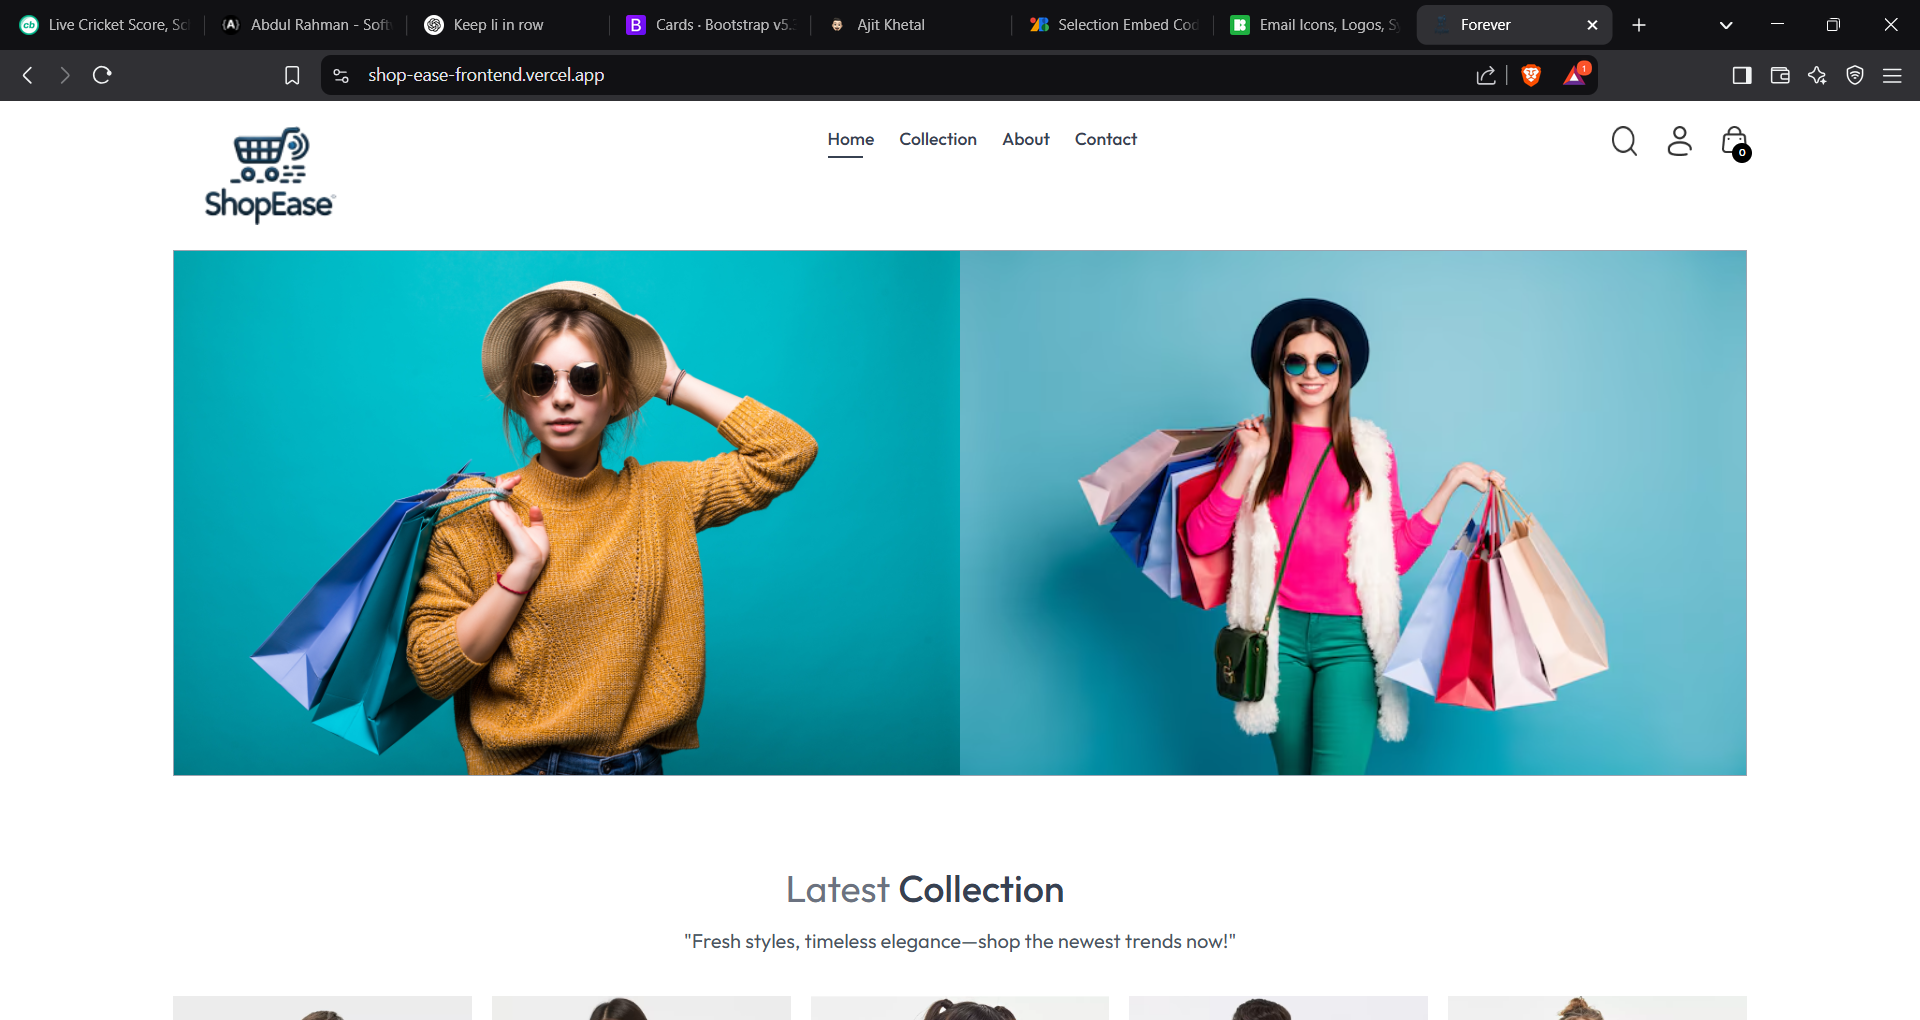 Live Cricket Score, Sc
Abdul Rahman - Soft
Keep li in row
Cards · Bootstrap v5.
Ajit Khetal
Selection Embed Cod
Email Icons, Logos, S
Forever
shop-ease-frontend.vercel.app
1
ShopEase
Home
Collection
About
Contact
0
Latest Collection
"Fresh styles, timeless elegance—shop the newest trends now!"